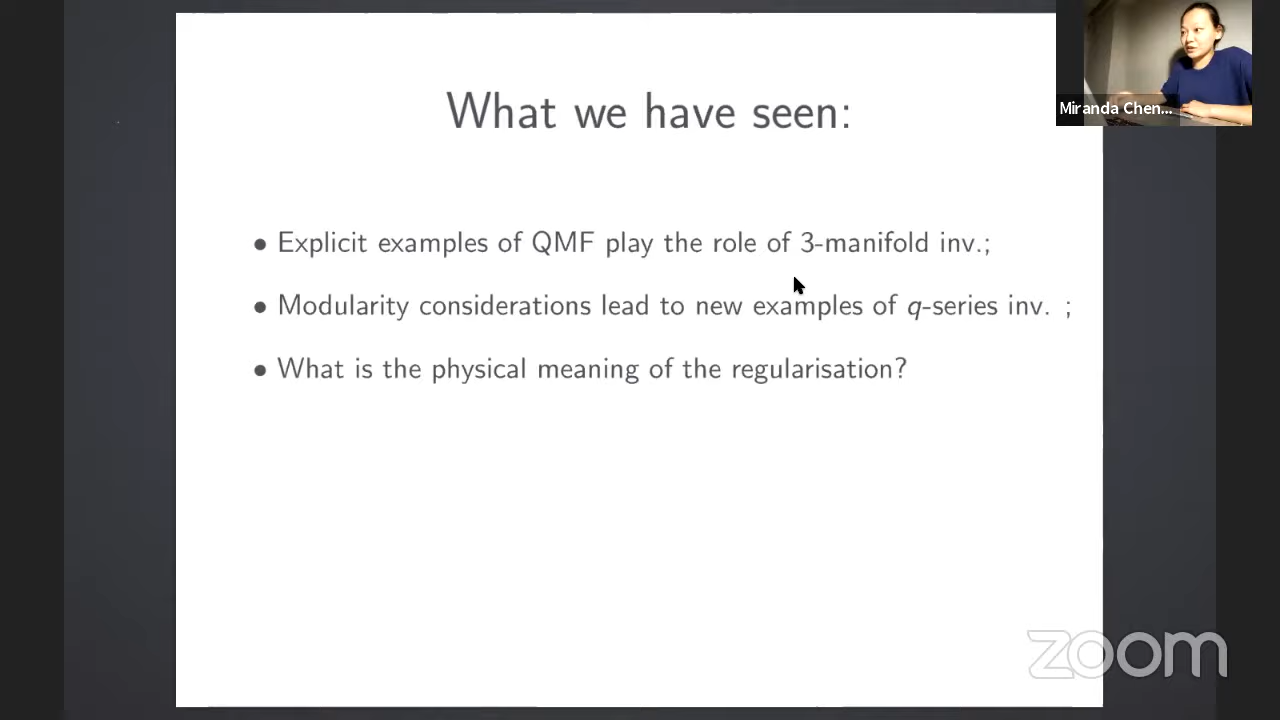 What we have seen:
Miranda Chen...
• Explicit examples of QMF play the role of 3-manifold inv.;
• Modularity considerations lead to new examples of q-series inv. ;
• What is the physical meaning of the regularisation?
zoom